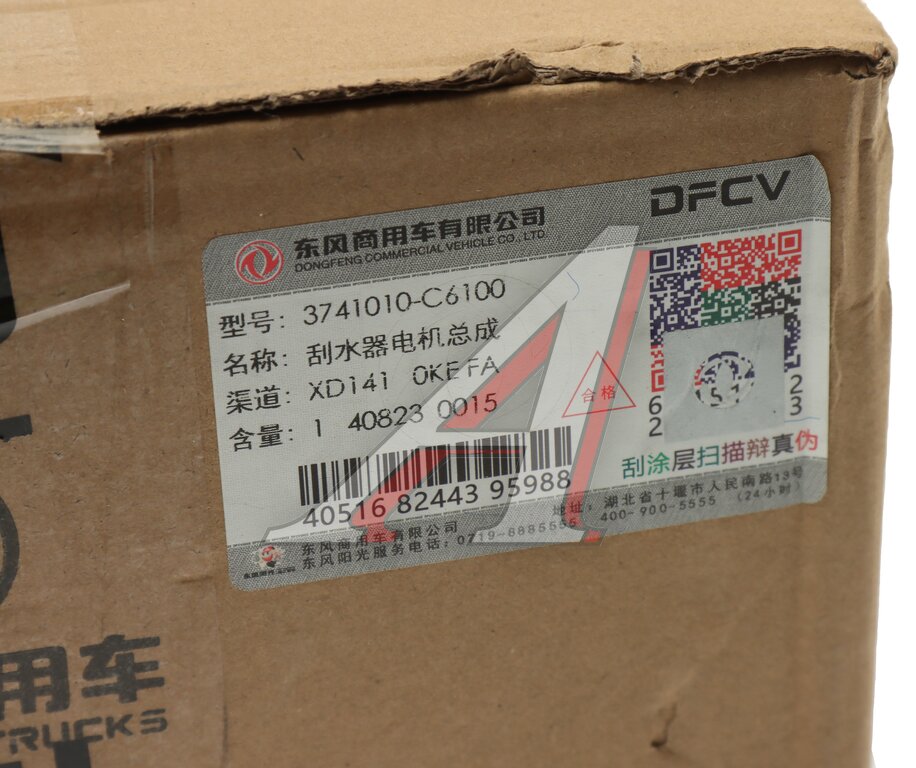 DFCV
东风商用车有限公司
DONGFENG COMMERCIAL VEHICLE CO., LTD
型号: 3741010-C6100
名称: 刮水器电机总成
渠道: XD141 0KEFA
含量: 1 40823 0015
合格
40516 82443 95988
51
62
23
刮涂层扫描辩真伪
东风商用车有限公司
地址: 湖北省十堰市人民南路13号
东风阳光服务电话: 0719-8885555 400-900-5555 (24小时)
用车
TRUCKS